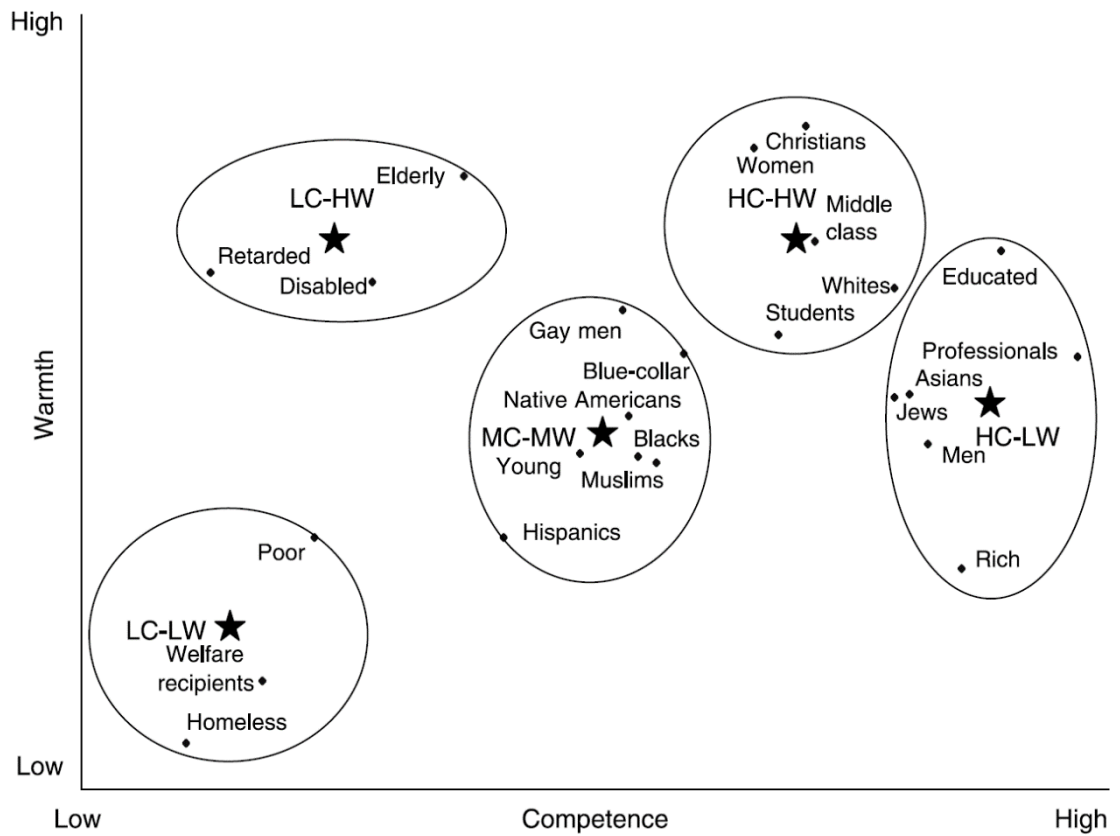 High
Christians
Women
Elderly
LC-HW
HC-HW
Middle
class
Retarded
Disabled
Whites
Educated
Students
Gay men
Professionals
Blue-collar
Asians
Native Americans
Jews
Warmth
MC-MW
Blacks
HC-LW
Young
Men
Muslims
Hispanics
Poor
Rich
LC-LW
Welfare
recipients
Homeless
Low
Low
Competence
High